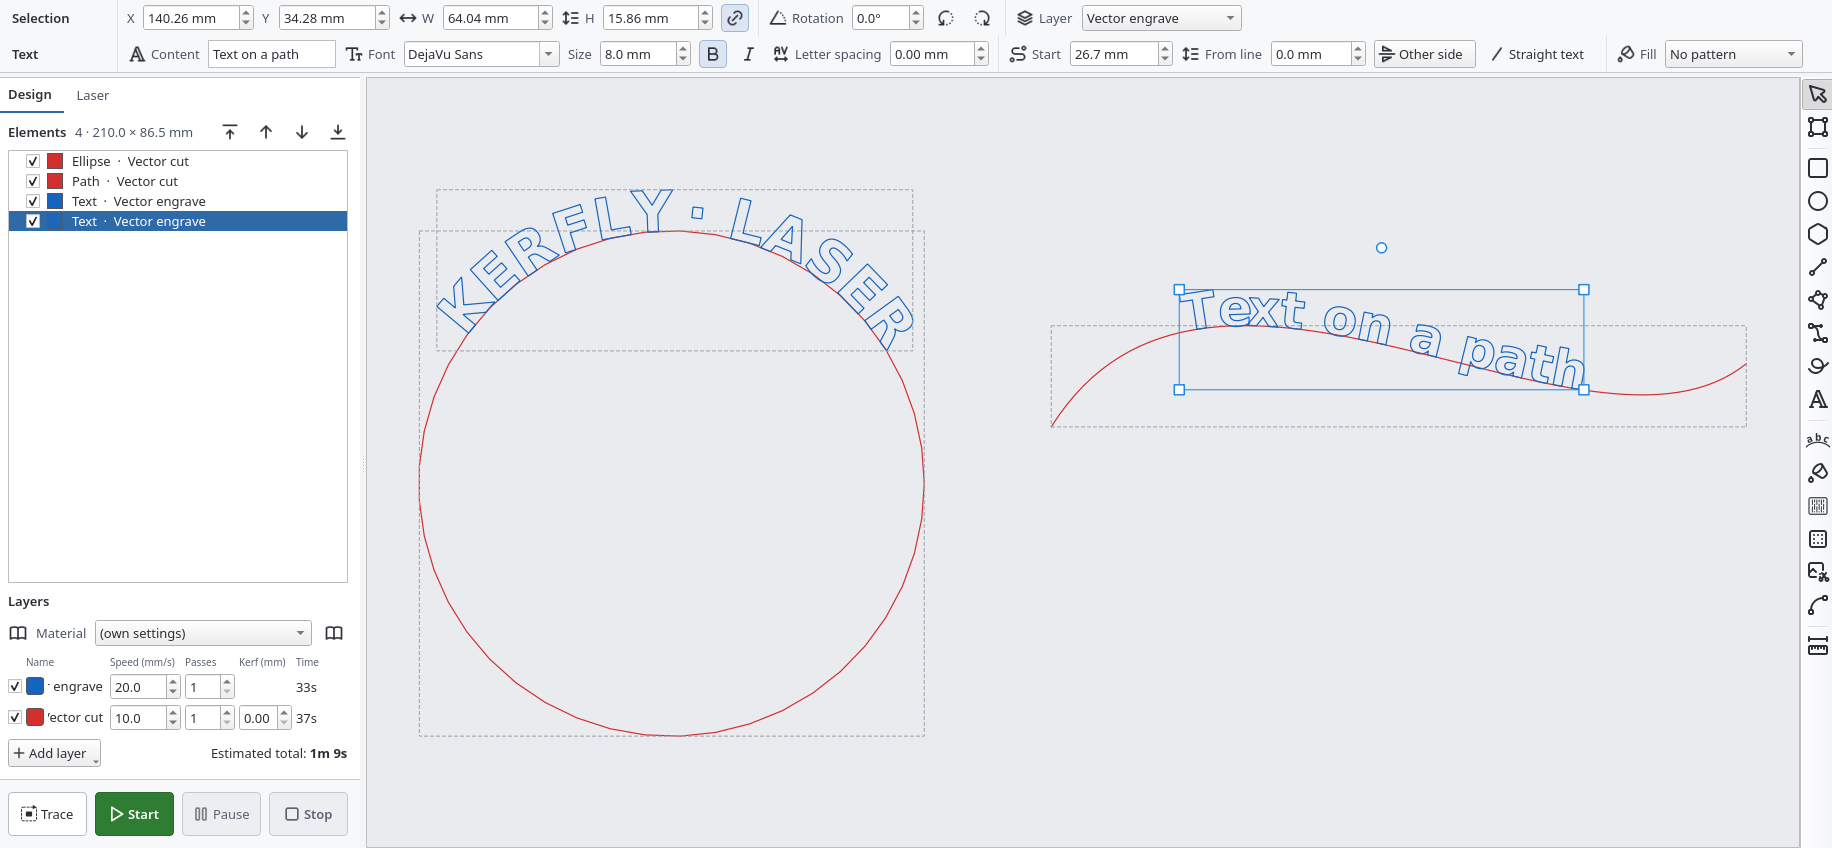 Selection X 140.26 mm Y 34.28 mm W 64.04 mm H 15.86 mm Rotation 0.0° Layer Vector engrave
Text Content Text on a path Font DejaVu Sans Size 8.0 mm B I AV Letter spacing 0.00 mm Start 26.7 mm From line 0.0 mm Other side Straight text Fill No pattern
Design Laser
Elements 4 · 210.0 × 86.5 mm
Ellipse · Vector cut
Path · Vector cut
Text · Vector engrave
Text · Vector engrave
KERFLY · LASER
Text on a path
abc
Layers
Material (own settings)
Name Speed (mm/s) Passes Kerf (mm) Time
engrave 20.0 1 33s
ector cut 10.0 1 0.00 37s
+ Add layer Estimated total: 1m 9s
Trace Start Pause Stop